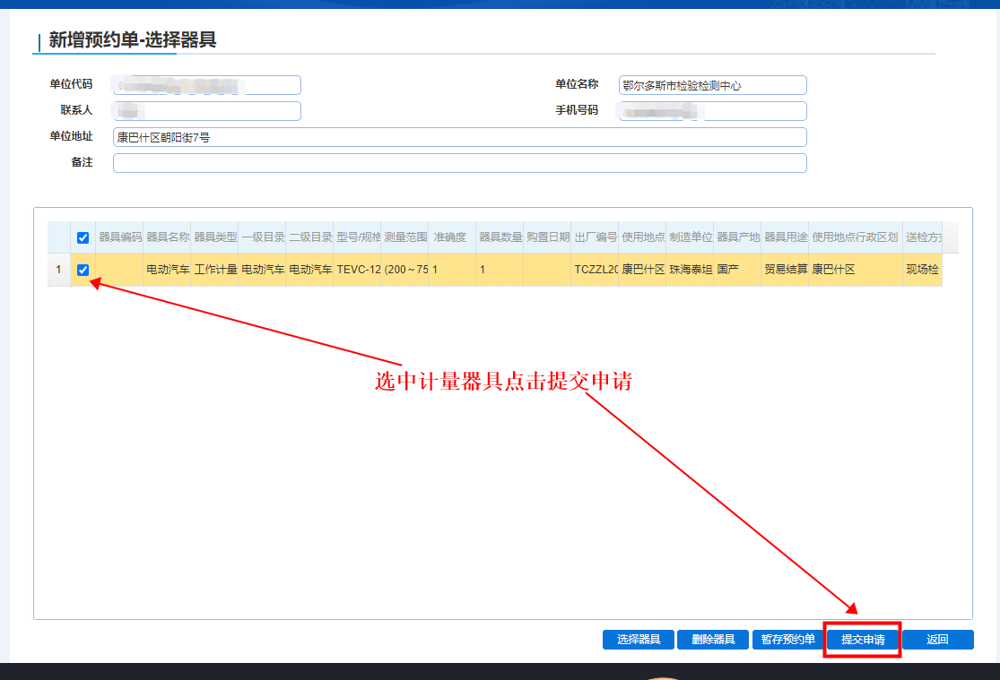 新增预约单-选择器具
单位代码
单位名称 鄂尔多斯市检验检测中心
联系人
手机号码
单位地址 康巴什区朝阳街7号
备注
器具编码 器具名称 器具类型 一级目录 二级目录 型号/规格 测量范围 准确度 器具数量 购置日期 出厂编号 使用地点 制造单位 器具产地 器具用途 使用地点行政区划 送检方
1 电动汽车 工作计量 电动汽车 电动汽车 TEVC-12 (200～75 1 1 TCZZL20 康巴什区 珠海泰坦 国产 贸易结算 康巴什区 现场检
选中计量器具点击提交申请
选择器具 删除器具 暂存预约单 提交申请 返回